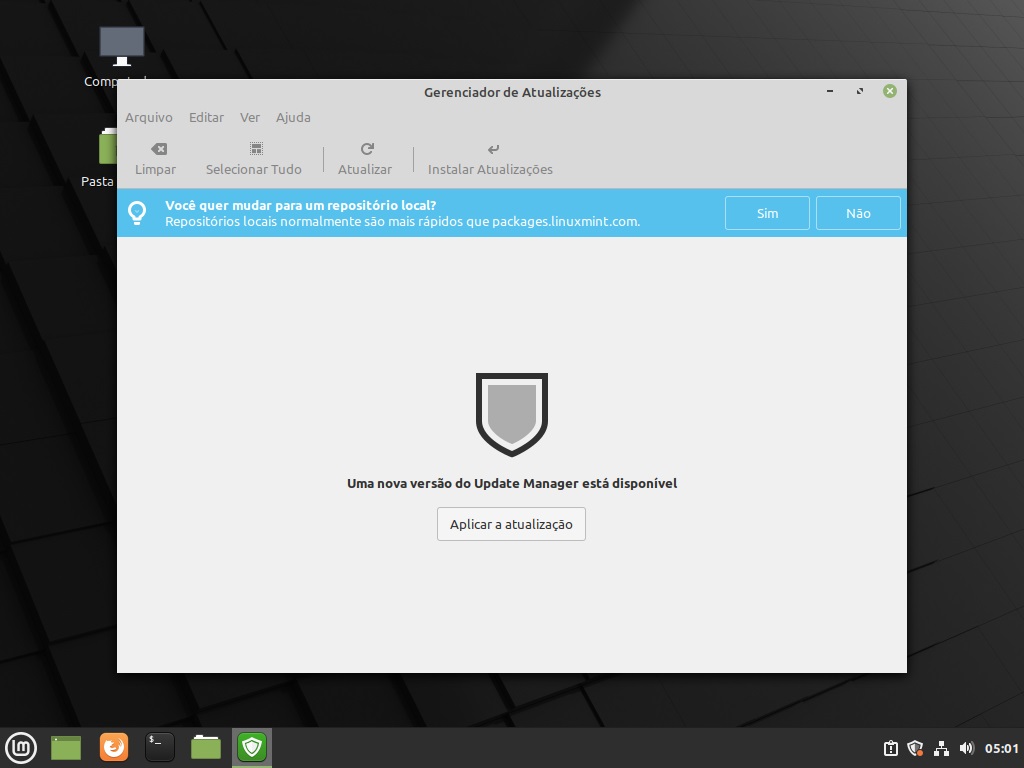 Gerenciador de Atualizações
Arquivo Editar Ver Ajuda
Limpar Selecionar Tudo Atualizar Instalar Atualizações
Você quer mudar para um repositório local?
Repositórios locais normalmente são mais rápidos que packages.linuxmint.com.
Sim Não
Pasta
Uma nova versão do Update Manager está disponível
Aplicar a atualização
05:01